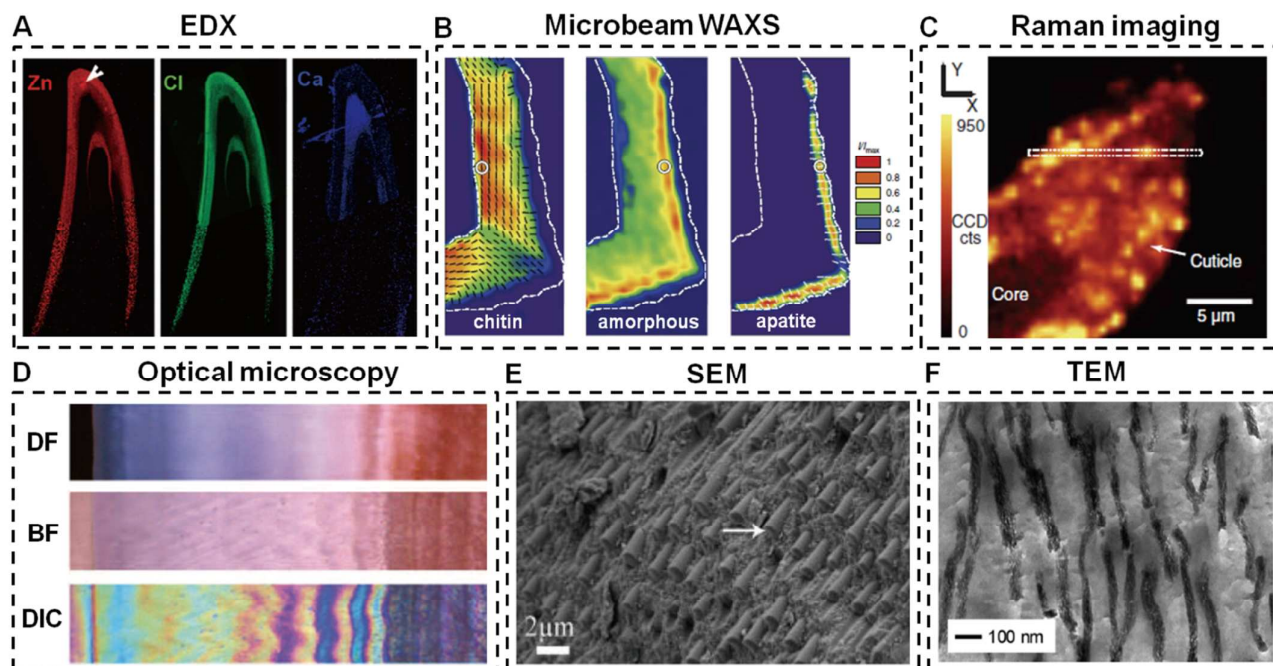 A
EDX
Zn
Cl
Ca
B
Microbeam WAXS
chitin
amorphous
apatite
I/Imax
1
0.8
0.6
0.4
0.2
0
C
Raman imaging
Y
X
950
CCD
cts
0
Core
Cuticle
5 µm
D
Optical microscopy
DF
BF
DIC
E
SEM
2µm
F
TEM
100 nm